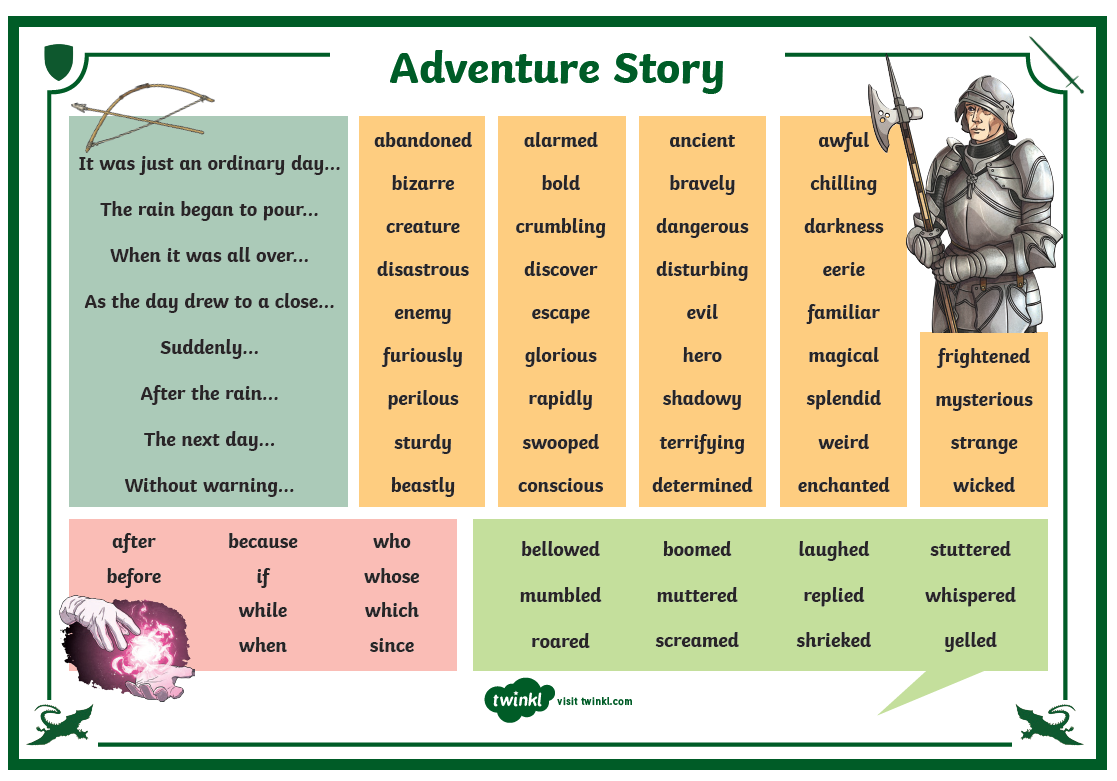 Adventure Story
It was just an ordinary day...
The rain began to pour...
When it was all over...
As the day drew to a close...
Suddenly...
After the rain...
The next day...
Without warning...
abandoned
bizarre
creature
disastrous
enemy
furiously
perilous
sturdy
beastly
alarmed
bold
crumbling
discover
escape
glorious
rapidly
swooped
conscious
ancient
bravely
dangerous
disturbing
evil
hero
shadowy
terrifying
determined
awful
chilling
darkness
eerie
familiar
magical
splendid
weird
enchanted
frightened
mysterious
strange
wicked
after because who
before if whose
while which
when since
bellowed boomed laughed stuttered
mumbled muttered replied whispered
roared screamed shrieked yelled
twinkl visit twinkl.com